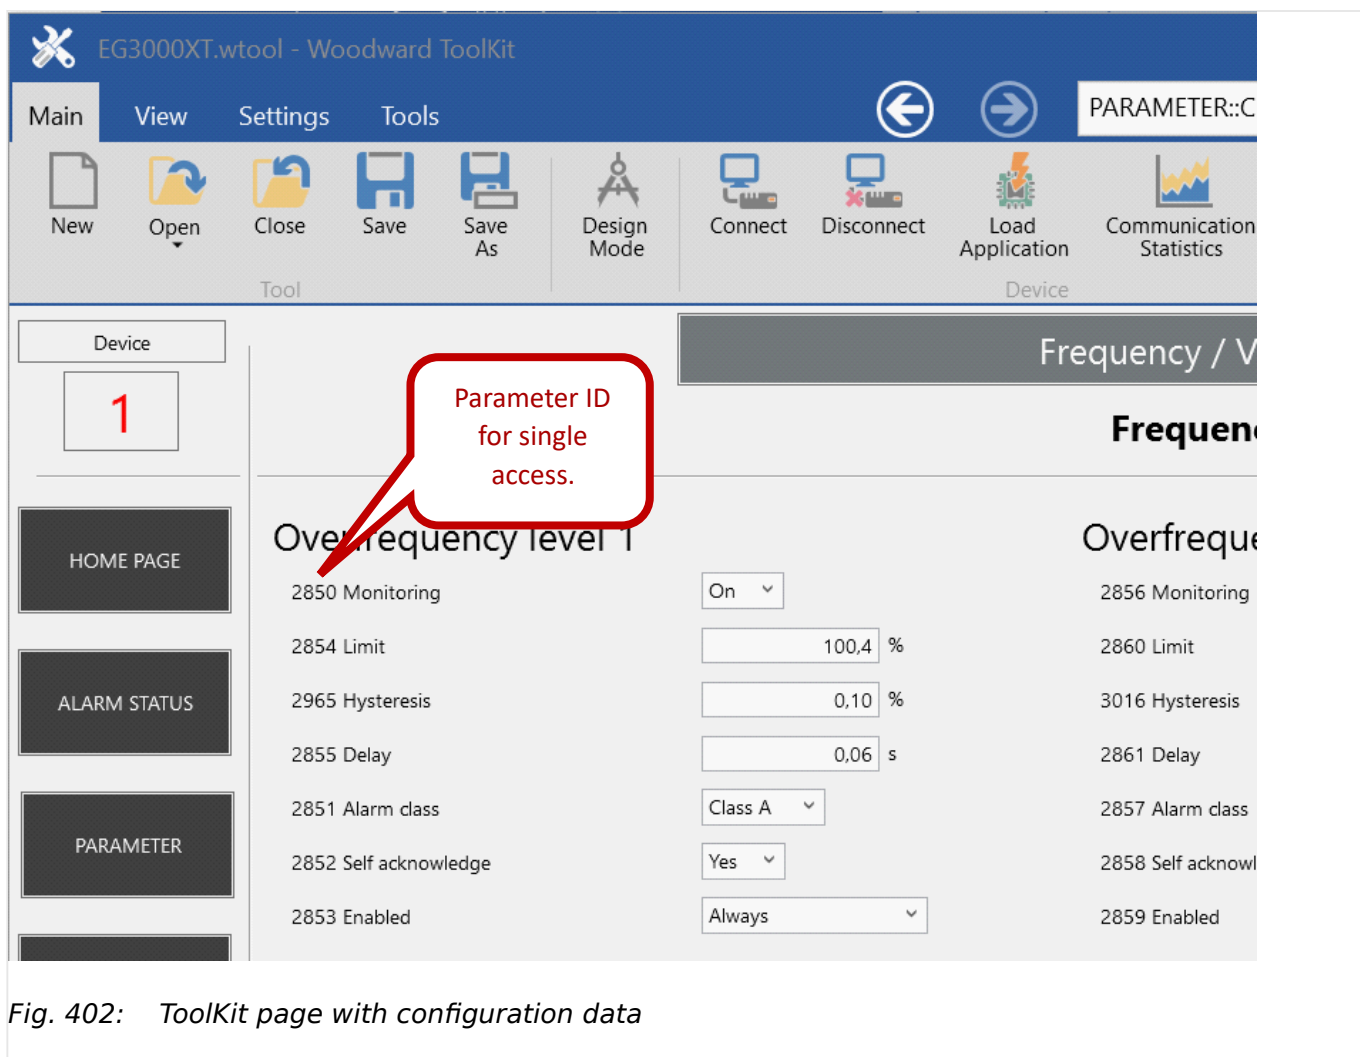 EG3000XT.wtool - Woodward ToolKit
Main View Settings Tools
PARAMETER::C
New Open Close Save Save As Design Mode Connect Disconnect Load Application Communication Statistics
Tool Device
Device
1
Frequency / V
Parameter ID
for single
access.
Frequen
HOME PAGE
ALARM STATUS
PARAMETER
Overfrequency level 1
2850 Monitoring On
2854 Limit 100,4 %
2965 Hysteresis 0,10 %
2855 Delay 0,06 s
2851 Alarm class Class A
2852 Self acknowledge Yes
2853 Enabled Always
Overfreque
2856 Monitoring
2860 Limit
3016 Hysteresis
2861 Delay
2857 Alarm class
2858 Self acknowl
2859 Enabled
Fig. 402: ToolKit page with configuration data